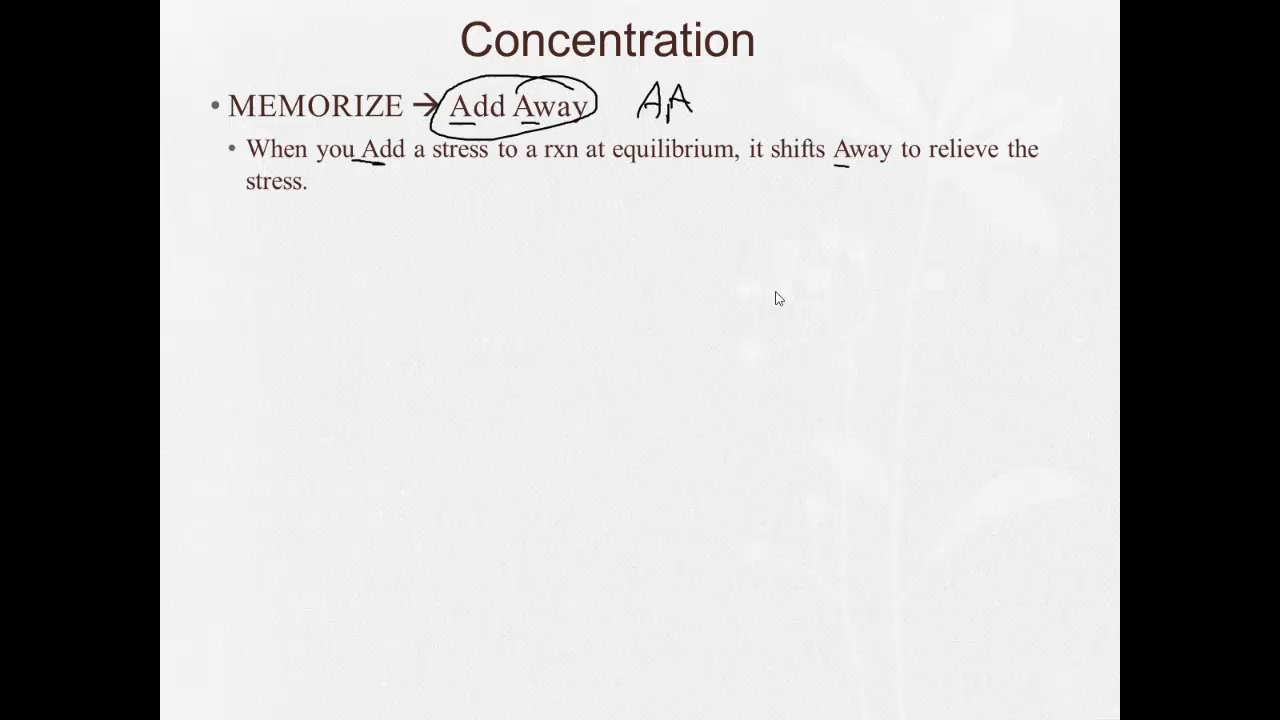 Concentration
• MEMORIZE → Add Away A,A
• When you Add a stress to a rxn at equilibrium, it shifts Away to relieve the
stress.